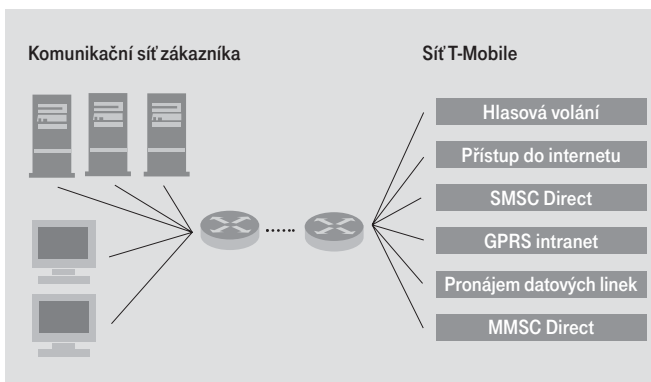 Komunikační síť zákazníka
Síť T-Mobile
Hlasová volání
Přístup do internetu
SMSC Direct
GPRS intranet
Pronájem datových linek
MMSC Direct